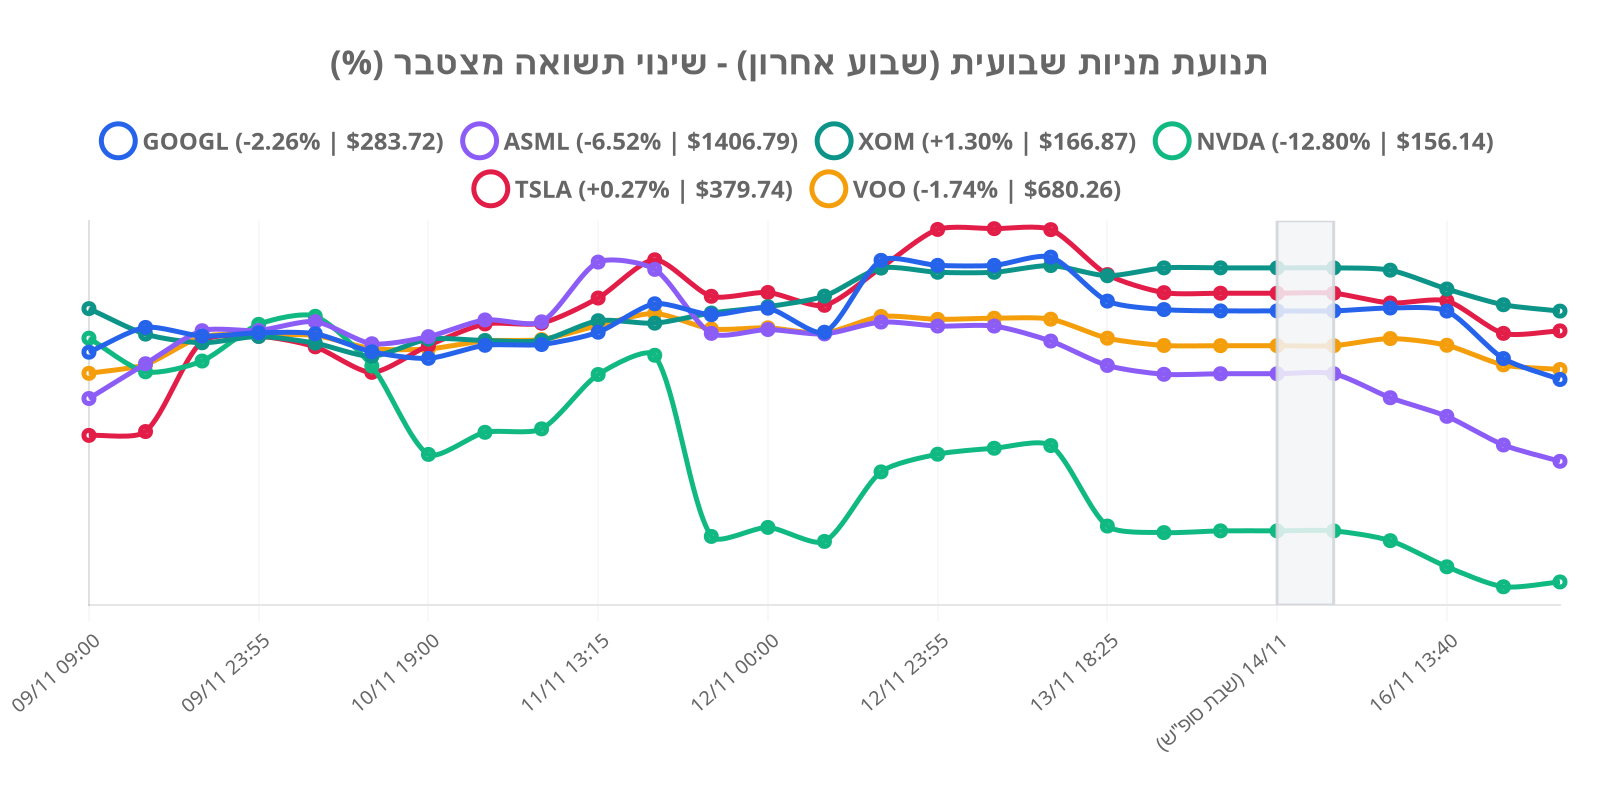 תנועת מניות שבועית (שבוע אחרון) - שינוי תשואה מצטבר (%)
GOOGL (-2.26% | $283.72) ASML (-6.52% | $1406.79) XOM (+1.30% | $166.87) NVDA (-12.80% | $156.14)
TSLA (+0.27% | $379.74) VOO (-1.74% | $680.26)
09/11 09:00
09/11 23:55
10/11 19:00
11/11 13:15
12/11 00:00
12/11 23:55
13/11 18:25
14/11 (שבת סופ"ש)
16/11 13:40